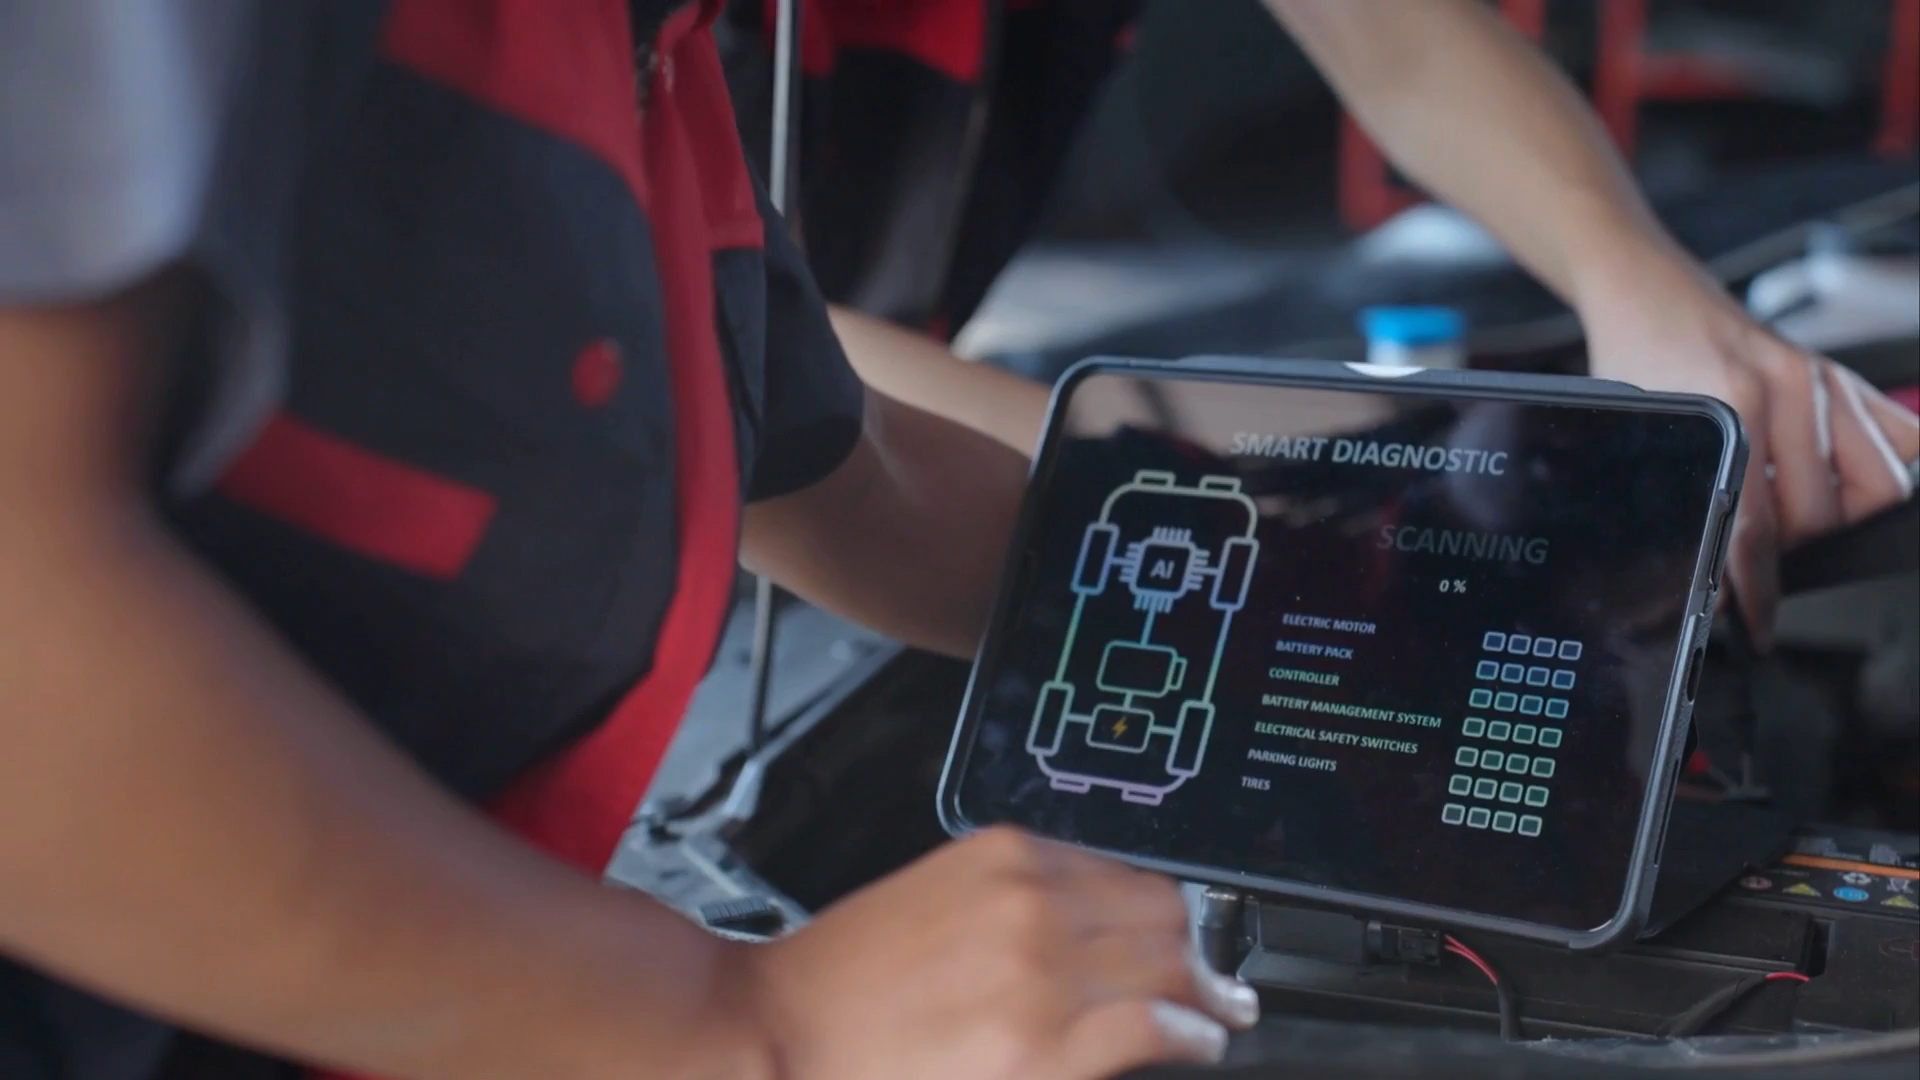 SMART DIAGNOSTIC
SCANNING
0 %
AI
ELECTRIC MOTOR
BATTERY PACK
CONTROLLER
BATTERY MANAGEMENT SYSTEM
ELECTRICAL SAFETY SWITCHES
PARKING LIGHTS
TIRES